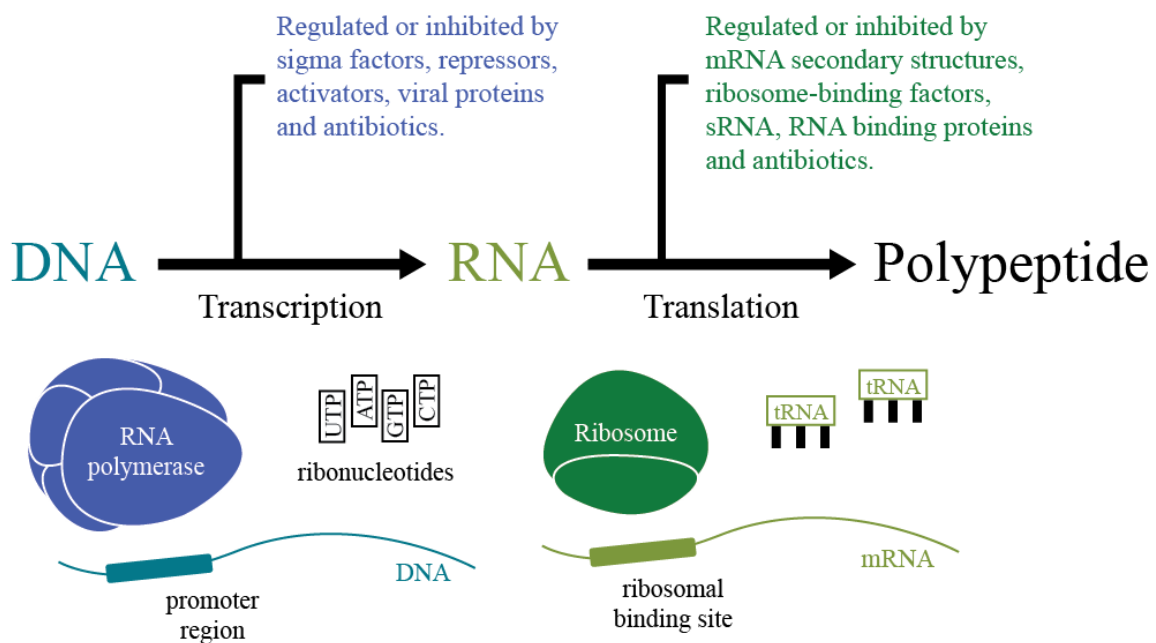 Regulated or inhibited by
sigma factors, repressors,
activators, viral proteins
and antibiotics.
Regulated or inhibited by
mRNA secondary structures,
ribosome-binding factors,
sRNA, RNA binding proteins
and antibiotics.
DNA
RNA
Polypeptide
Transcription
Translation
RNA
polymerase
UTP
ATP
GTP
CTP
ribonucleotides
Ribosome
tRNA
tRNA
DNA
promoter
region
mRNA
ribosomal
binding site